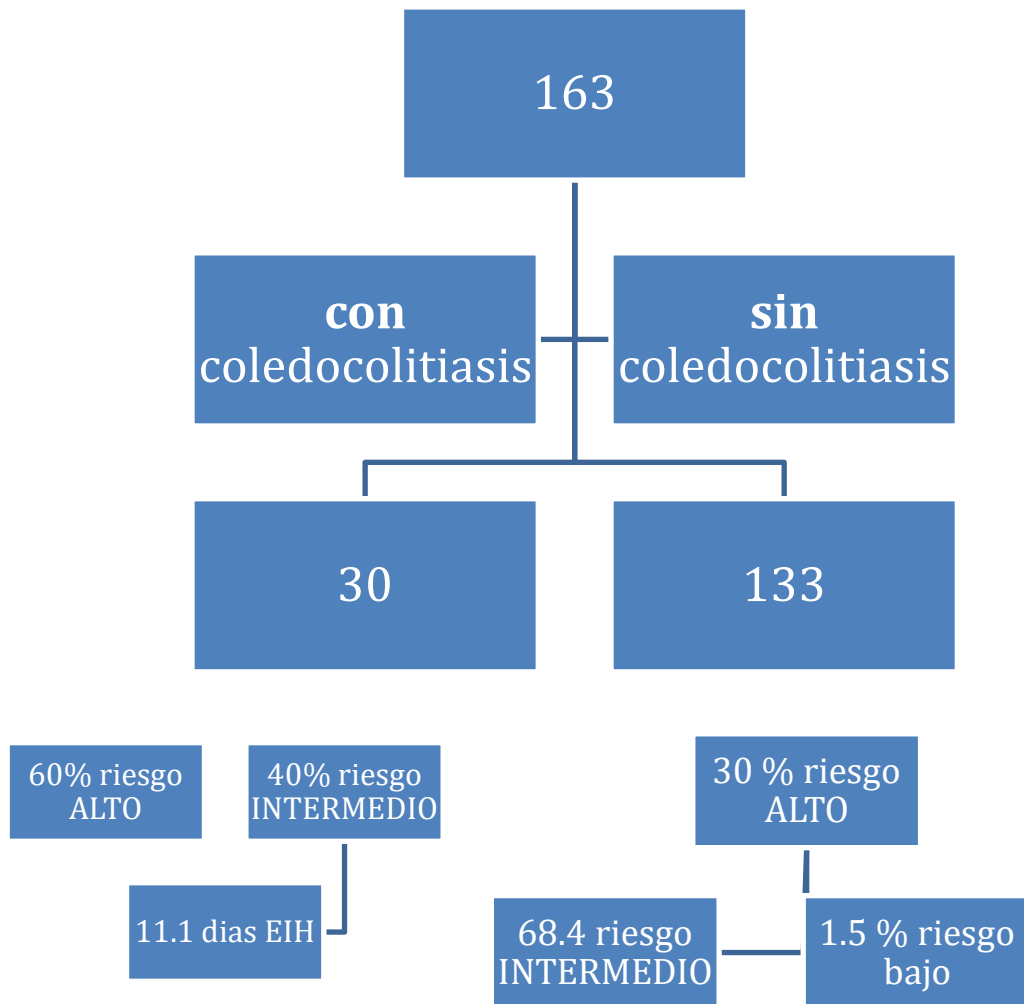 163
con
coledocolitiasis
sin
coledocolitiasis
30
133
60% riesgo
ALTO
40% riesgo
INTERMEDIO
11.1 dias EIH
30 % riesgo
ALTO
68.4 riesgo
INTERMEDIO
1.5 % riesgo
bajo